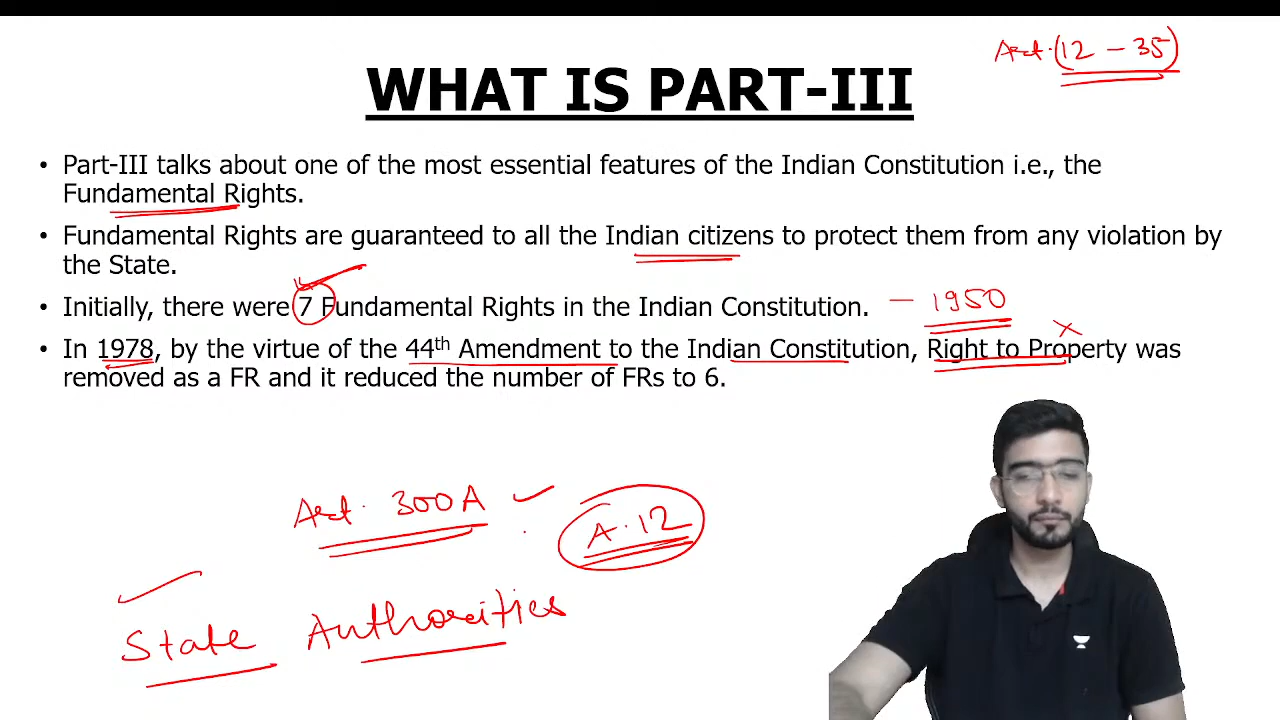 Art. (12 - 35)
WHAT IS PART-III
• Part-III talks about one of the most essential features of the Indian Constitution i.e., the
Fundamental Rights.
• Fundamental Rights are guaranteed to all the Indian citizens to protect them from any violation by
the State.
• Initially, there were 7 Fundamental Rights in the Indian Constitution. - 1950
• In 1978, by the virtue of the 44th Amendment to the Indian Constitution, Right to Property was
removed as a FR and it reduced the number of FRs to 6.
Art. 300A
A.12
State Authorities